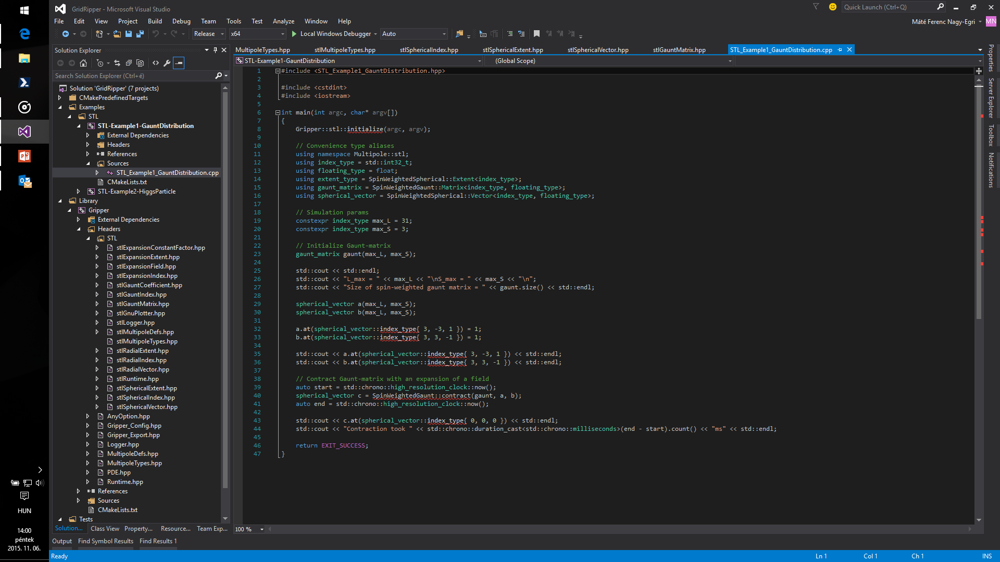 GridRipper - Microsoft Visual Studio
Quick Launch (Ctrl+Q)
File Edit View Project Build Debug Team Tools Test Analyze Window Help
Máté Ferenc Nagy-Egri MN
Release x64 Local Windows Debugger Auto
Solution Explorer
Search Solution Explorer (Ctrl+é)
Solution 'GridRipper' (7 projects)
CMakePredefinedTargets
Examples
STL
STL-Example1-GauntDistribution
External Dependencies
Headers
References
Sources
STL_Example1_GauntDistribution.cpp
CMakeLists.txt
STL-Example2-HiggsParticle
Library
Gripper
External Dependencies
Headers
STL
stlExpansionConstantFactor.hpp
stlExpansionExtent.hpp
stlExpansionField.hpp
stlExpansionIndex.hpp
stlGauntCoefficient.hpp
stlGauntIndex.hpp
stlGauntMatrix.hpp
stlGnuPlotter.hpp
stlLogger.hpp
stlMultipoleDefs.hpp
stlMultipoleTypes.hpp
stlRadialExtent.hpp
stlRadialIndex.hpp
stlRadialVector.hpp
stlRuntime.hpp
stlSphericalExtent.hpp
stlSphericalIndex.hpp
stlSphericalVector.hpp
AnyOption.hpp
Gripper_Config.hpp
Gripper_Export.hpp
Logger.hpp
MultipoleDefs.hpp
MultipoleTypes.hpp
PDE.hpp
Runtime.hpp
References
Sources
CMakeLists.txt
Tests
Solution... Class View Property... Resource... Team Exp...
MultipoleTypes.hpp stlMultipoleTypes.hpp stlSphericalIndex.hpp stlSphericalExtent.hpp stlSphericalVector.hpp stlGauntMatrix.hpp STL_Example1_GauntDistribution.cpp
STL-Example1-GauntDistribution (Global Scope)
1 #include <STL_Example1_GauntDistribution.hpp>
2
3 #include <cstdint>
4 #include <iostream>
5
6 int main(int argc, char* argv[])
7 {
8 Gripper::stl::initialize(argc, argv);
9
10 // Convenience type aliases
11 using namespace Multipole::stl;
12 using index_type = std::int32_t;
13 using floating_type = float;
14 using extent_type = SpinWeightedSpherical::Extent<index_type>;
15 using gaunt_matrix = SpinWeightedGaunt::Matrix<index_type, floating_type>;
16 using spherical_vector = SpinWeightedSpherical::Vector<index_type, floating_type>;
17
18 // Simulation params
19 constexpr index_type max_L = 31;
20 constexpr index_type max_S = 3;
21
22 // Initialize Gaunt-matrix
23 gaunt_matrix gaunt(max_L, max_S);
24
25 std::cout << std::endl;
26 std::cout << "L_max = " << max_L << "\nS_max = " << max_S << "\n";
27 std::cout << "Size of spin-weighted gaunt matrix = " << gaunt.size() << std::endl;
28
29 spherical_vector a(max_L, max_S);
30 spherical_vector b(max_L, max_S);
31
32 a.at(spherical_vector::index_type{ 3, -3, 1 }) = 1;
33 b.at(spherical_vector::index_type{ 3, 3, -1 }) = 1;
34
35 std::cout << a.at(spherical_vector::index_type{ 3, -3, 1 }) << std::endl;
36 std::cout << b.at(spherical_vector::index_type{ 3, 3, -1 }) << std::endl;
37
38 // Contract Gaunt-matrix with an expansion of a field
39 auto start = std::chrono::high_resolution_clock::now();
40 spherical_vector c = SpinWeightedGaunt::contract(gaunt, a, b);
41 auto end = std::chrono::high_resolution_clock::now();
42
43 std::cout << c.at(spherical_vector::index_type{ 0, 0, 0 }) << std::endl;
44 std::cout << "Contraction took " << std::chrono::duration_cast<std::chrono::milliseconds>(end - start).count() << "ms" << std::endl;
45
46 return EXIT_SUCCESS;
47 }
100 %
Properties
Server Explorer
Toolbox
Notifications
Output Find Symbol Results Find Results 1
Ready Ln 1 Col 1 Ch 1 INS
HUN
14:00
péntek
2015. 11. 06.